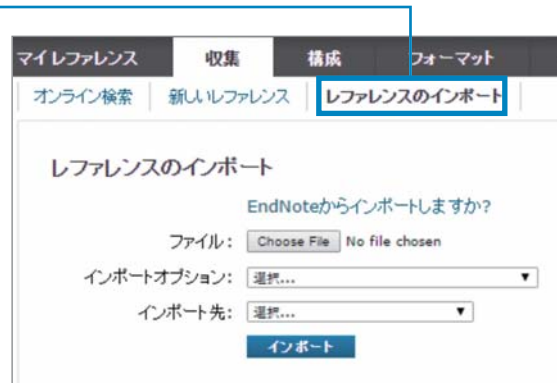 マイレファレンス 収集 構成 フォーマット
オンライン検索 新しいレファレンス レファレンスのインポート
レファレンスのインポート
EndNoteからインポートしますか?
ファイル: Choose File No file chosen
インポートオプション: 選択...
インポート先: 選択...
インポート